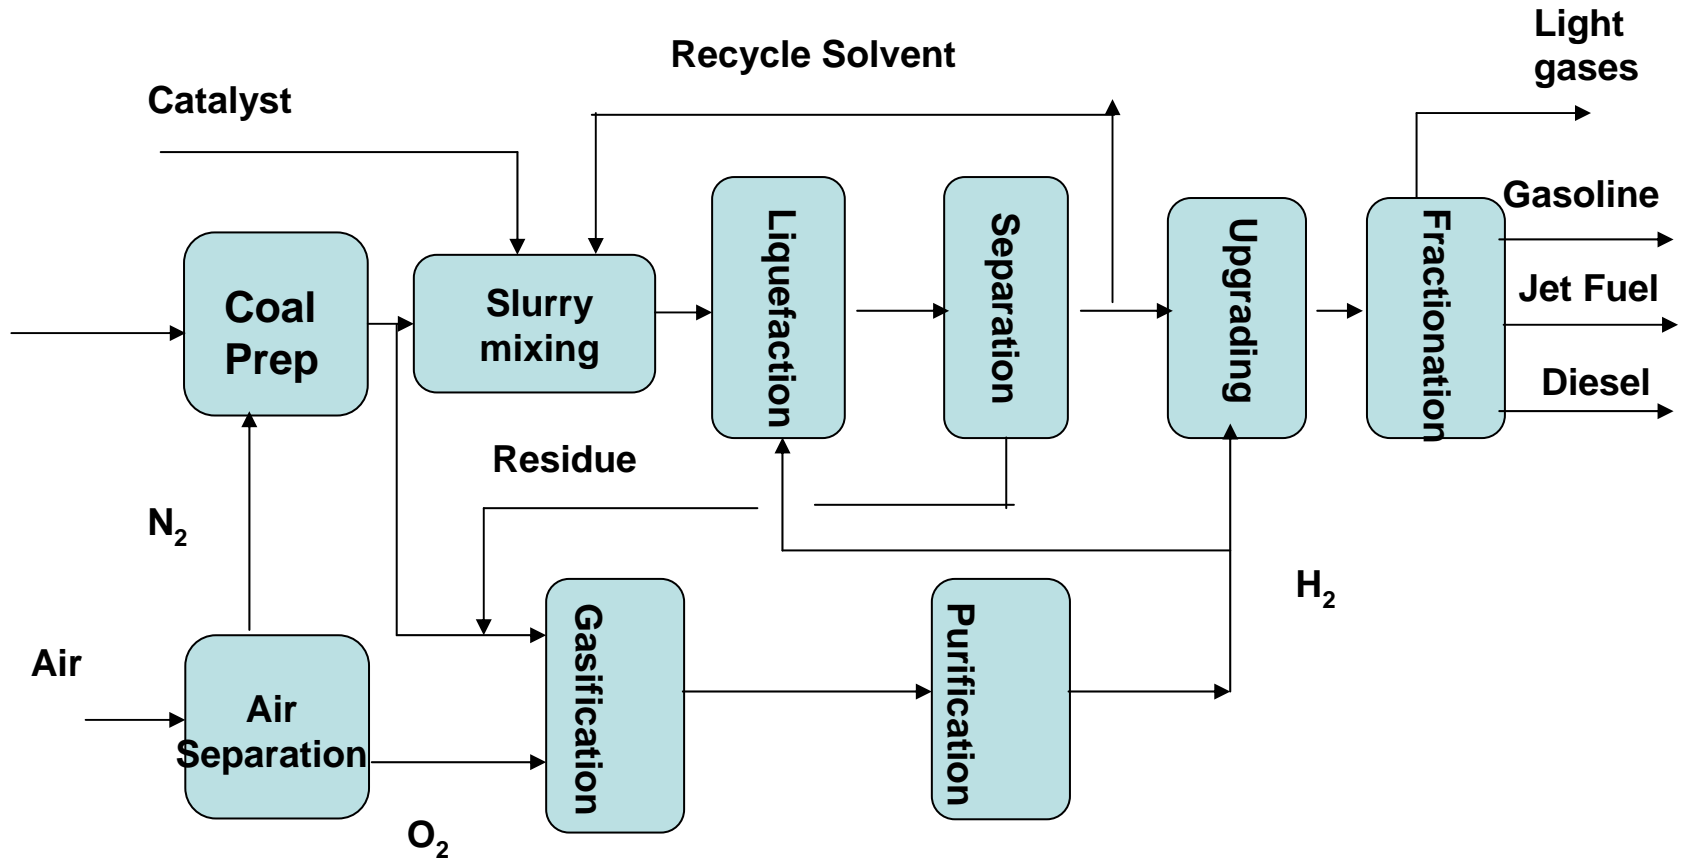 Light
gases
Recycle Solvent
Catalyst
Gasoline
Jet Fuel
Diesel
Coal
Prep
Slurry
mixing
Liquefaction
Separation
Upgrading
Fractionation
Residue
N₂
H₂
Air
Air
Separation
Gasification
Purification
O₂